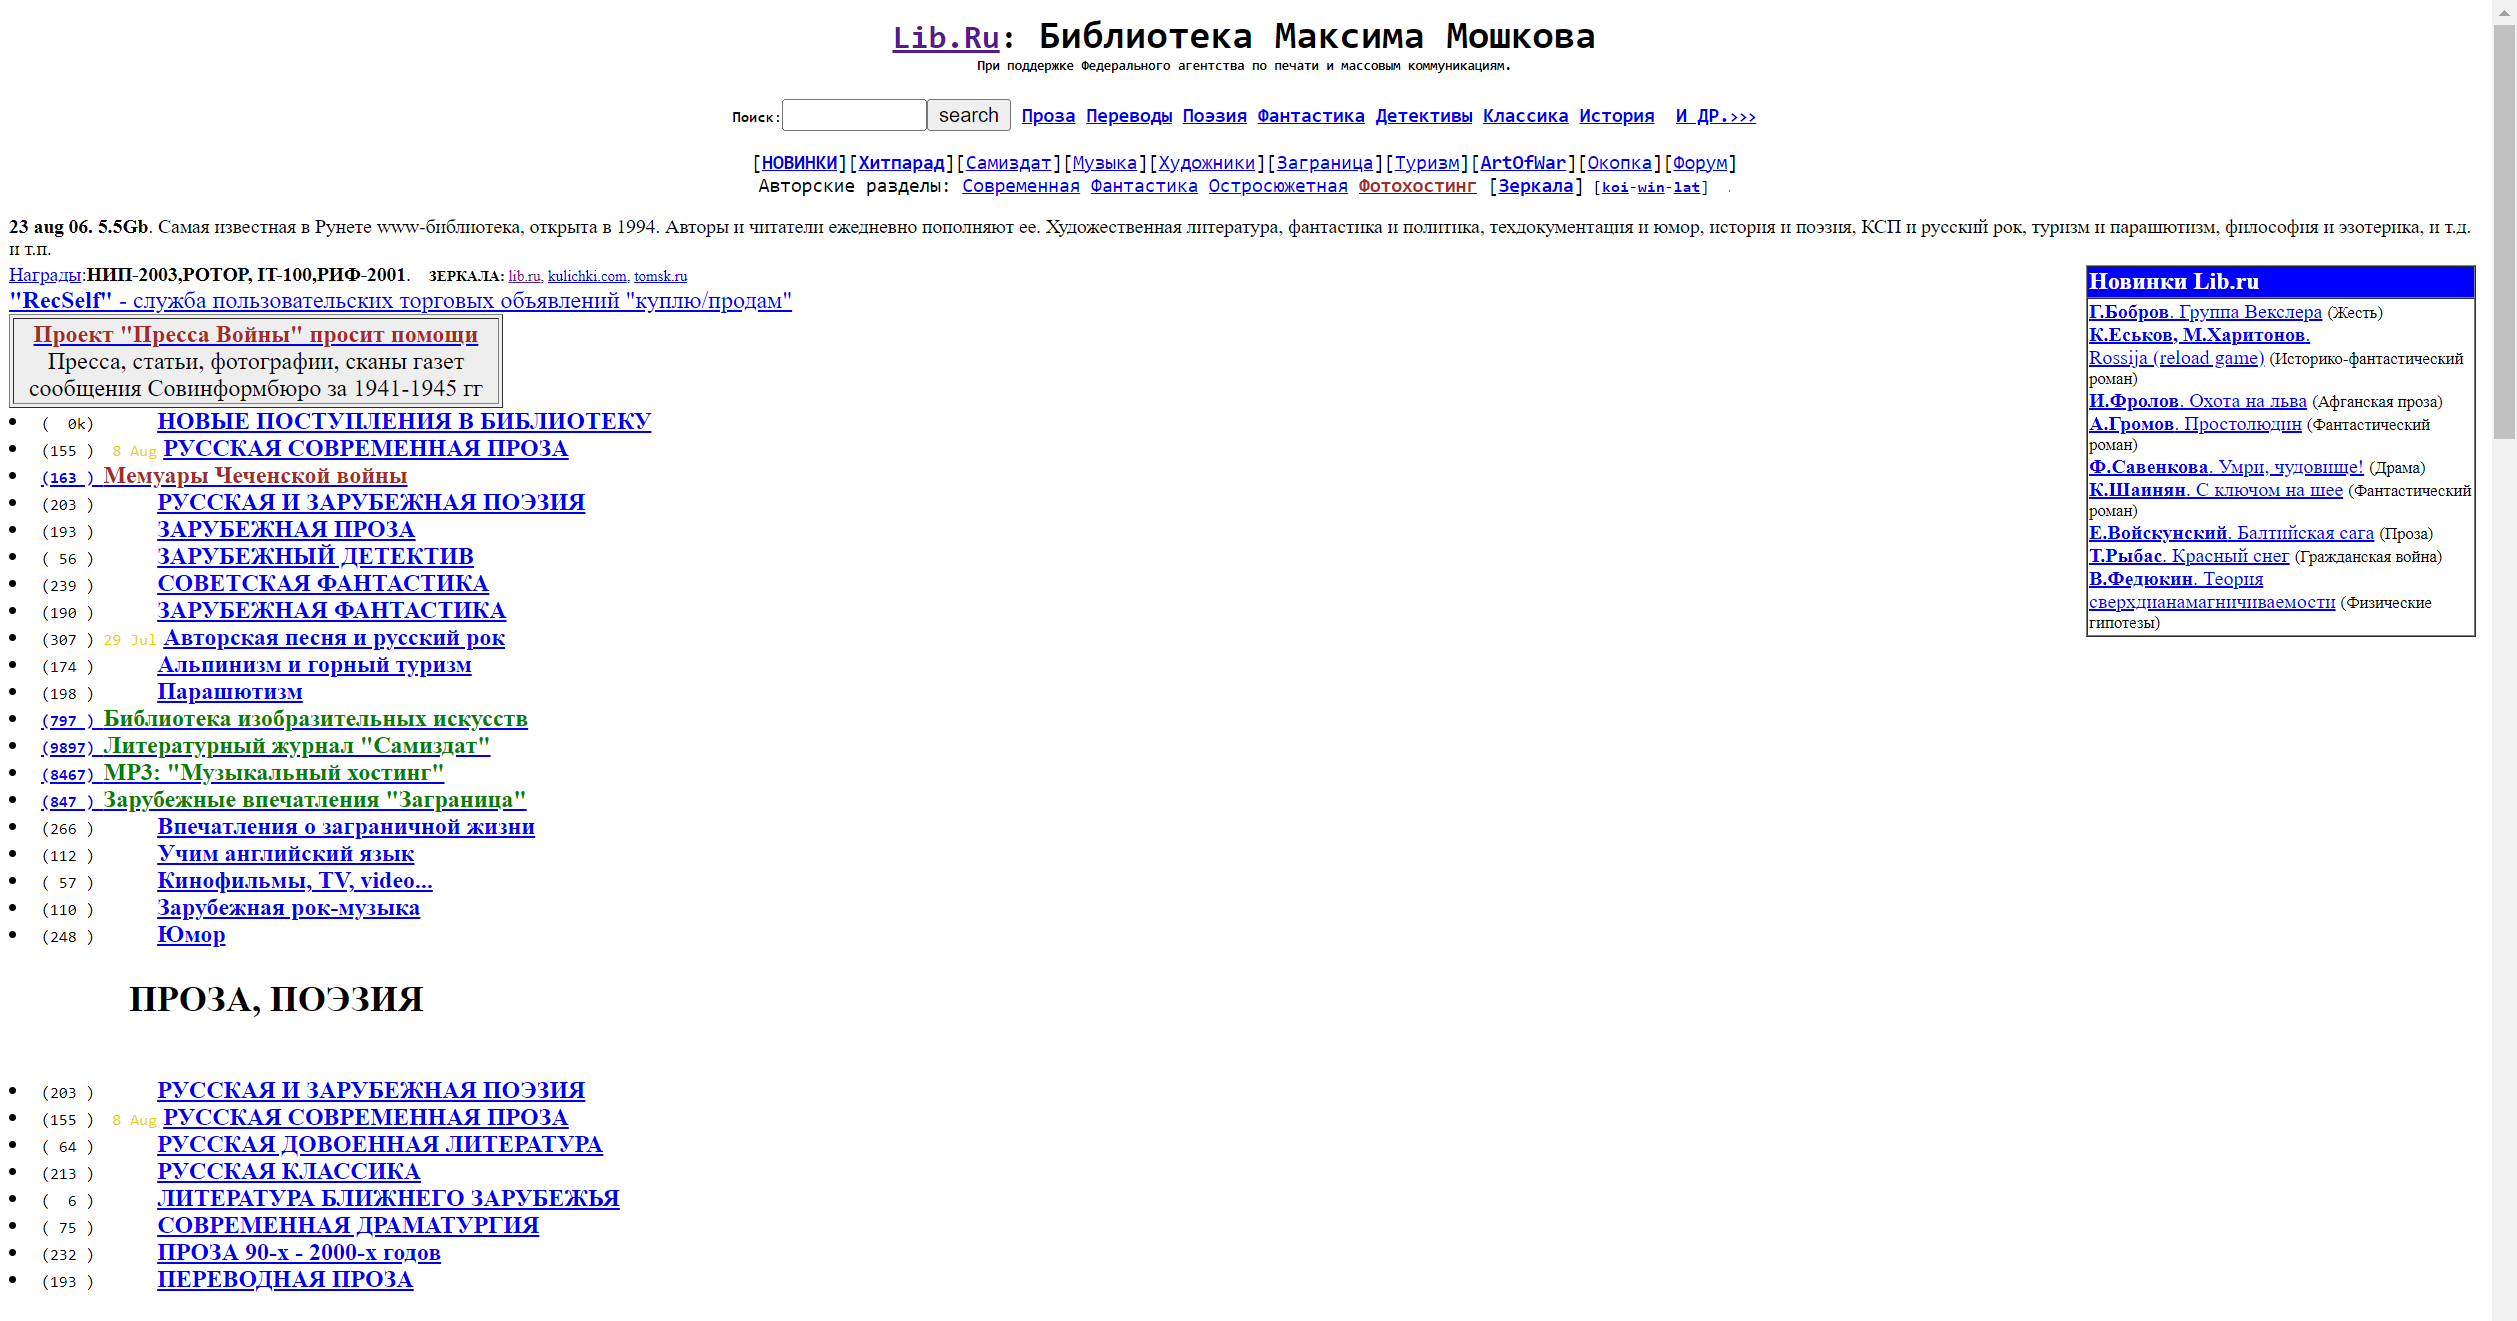 Lib.Ru: Библиотека Максима Мошкова
При поддержке Федерального агентства по печати и массовым коммуникациям.
Поиск: search Проза Переводы Поэзия Фантастика Детективы Классика История И ДР.>>>
[НОВИНКИ][Хитпарад][Самиздат][Музыка][Художники][Заграница][Туризм][ArtOfWar][Окопка][Форум]
Авторские разделы: Современная Фантастика Остросюжетная Фотохостинг [Зеркала] [koi-win-lat] .
23 aug 06. 5.5Gb. Самая известная в Рунете www-библиотека, открыта в 1994. Авторы и читатели ежедневно пополняют ее. Художественная литература, фантастика и политика, техдокументация и юмор, история и поэзия, КСП и русский рок, туризм и парашютизм, философия и эзотерика, и т.д.
и т.п.
Награды:НИП-2003,РОТОР, IT-100,РИФ-2001. ЗЕРКАЛА: lib.ru, kulichki.com, tomsk.ru
"RecSelf" - служба пользовательских торговых объявлений "куплю/продам"
Проект "Пресса Войны" просит помощи
Пресса, статьи, фотографии, сканы газет
сообщения Совинформбюро за 1941-1945 гг
( 0k) НОВЫЕ ПОСТУПЛЕНИЯ В БИБЛИОТЕКУ
(155 ) 8 Aug РУССКАЯ СОВРЕМЕННАЯ ПРОЗА
(163 ) Мемуары Чеченской войны
(203 ) РУССКАЯ И ЗАРУБЕЖНАЯ ПОЭЗИЯ
(193 ) ЗАРУБЕЖНАЯ ПРОЗА
( 56 ) ЗАРУБЕЖНЫЙ ДЕТЕКТИВ
(239 ) СОВЕТСКАЯ ФАНТАСТИКА
(190 ) ЗАРУБЕЖНАЯ ФАНТАСТИКА
(307 ) 29 Jul Авторская песня и русский рок
(174 ) Альпинизм и горный туризм
(198 ) Парашютизм
(797 ) Библиотека изобразительных искусств
(9897) Литературный журнал "Самиздат"
(8467) MP3: "Музыкальный хостинг"
(847 ) Зарубежные впечатления "Заграница"
(266 ) Впечатления о заграничной жизни
(112 ) Учим английский язык
( 57 ) Кинофильмы, TV, video...
(110 ) Зарубежная рок-музыка
(248 ) Юмор
ПРОЗА, ПОЭЗИЯ
(203 ) РУССКАЯ И ЗАРУБЕЖНАЯ ПОЭЗИЯ
(155 ) 8 Aug РУССКАЯ СОВРЕМЕННАЯ ПРОЗА
( 64 ) РУССКАЯ ДОВОЕННАЯ ЛИТЕРАТУРА
(213 ) РУССКАЯ КЛАССИКА
( 6 ) ЛИТЕРАТУРА БЛИЖНЕГО ЗАРУБЕЖЬЯ
( 75 ) СОВРЕМЕННАЯ ДРАМАТУРГИЯ
(232 ) ПРОЗА 90-х - 2000-х годов
(193 ) ПЕРЕВОДНАЯ ПРОЗА
Новинки Lib.ru
Г.Бобров. Группа Векслера (Жесть)
К.Еськов, М.Харитонов.
Rossija (reload game) (Историко-фантастический
роман)
И.Фролов. Охота на льва (Афганская проза)
А.Громов. Простолюдин (Фантастический
роман)
Ф.Савенкова. Умри, чудовище! (Драма)
К.Шаинян. С ключом на шее (Фантастический
роман)
Е.Войскунский. Балтийская сага (Проза)
Т.Рыбас. Красный снег (Гражданская война)
В.Федюкин. Теория
сверхдианамагничиваемости (Физические
гипотезы)